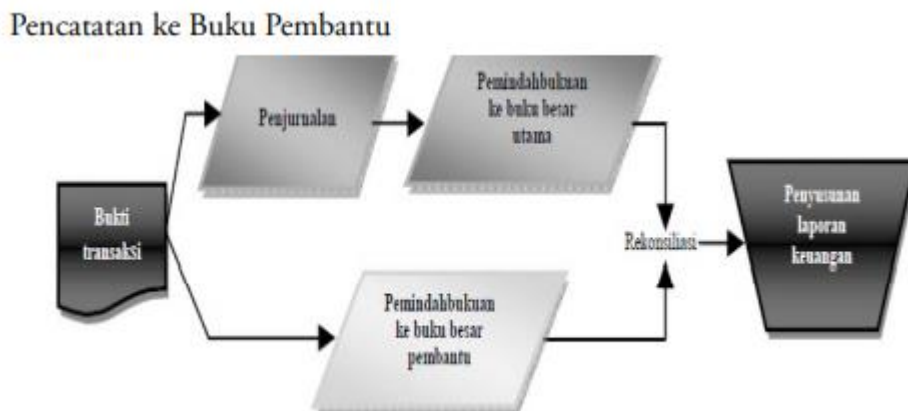 Pencatatan ke Buku Pembantu
Penjurnalan
Pemindahbukuan
ke buku besar
utama
Bukti
transaksi
Pemindahbukuan
ke buku besar
pembantu
Rekonsiliasi
Penyusunan
laporan
keuangan